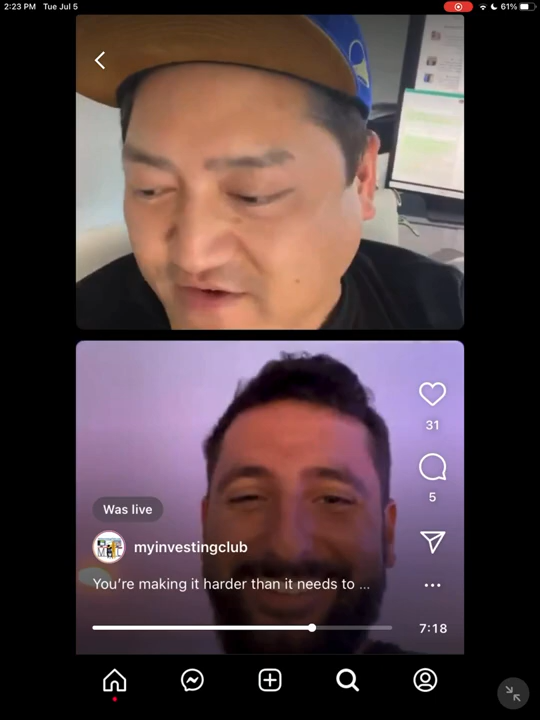 2:23 PM Tue Jul 5
61%
31
5
Was live
myinvestingclub
You're making it harder than it needs to ...
7:18